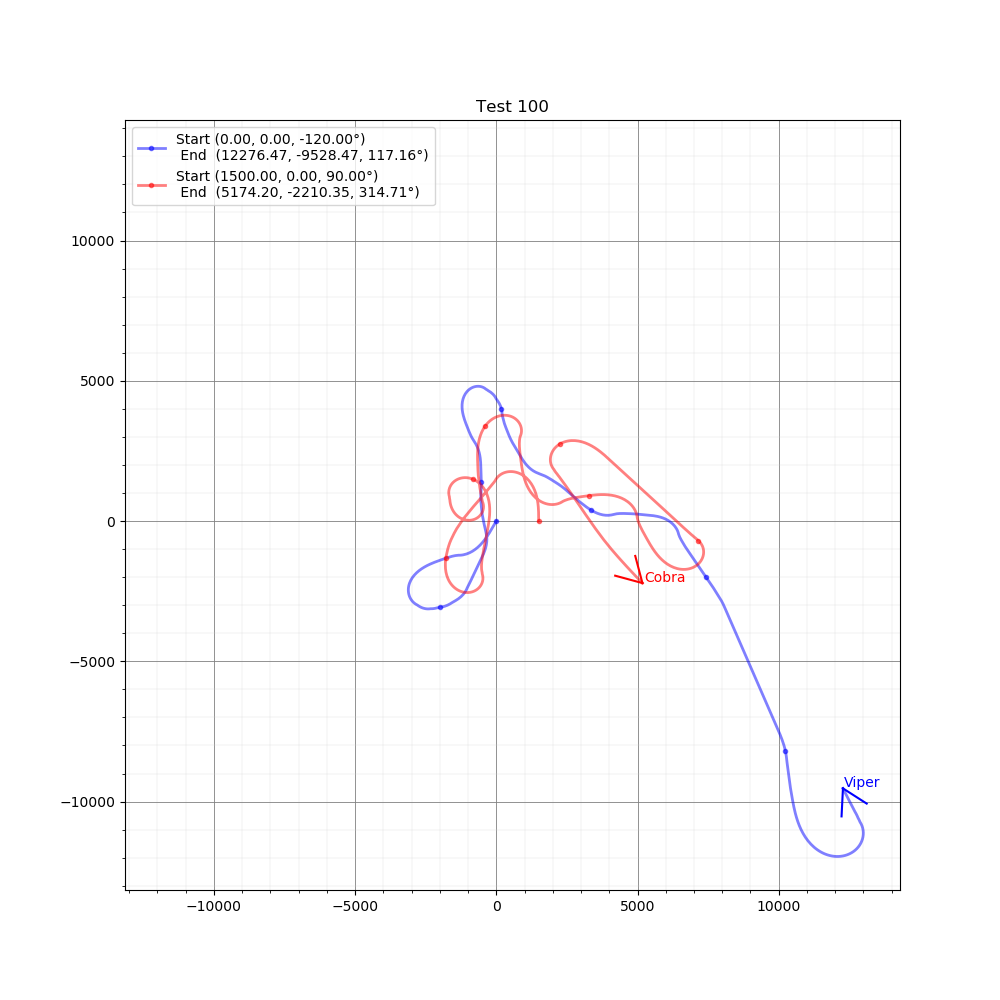 Test 100
Start (0.00, 0.00, -120.00°)
End (12276.47, -9528.47, 117.16°)
Start (1500.00, 0.00, 90.00°)
End (5174.20, -2210.35, 314.71°)
10000
5000
0
−5000
−10000
Cobra
Viper
−10000 −5000 0 5000 10000